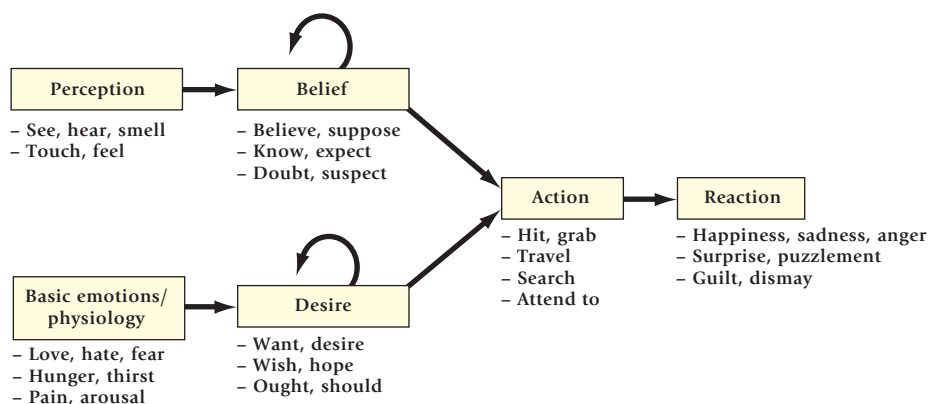 Perception
– See, hear, smell
– Touch, feel
Belief
– Believe, suppose
– Know, expect
– Doubt, suspect
Basic emotions/
physiology
– Love, hate, fear
– Hunger, thirst
– Pain, arousal
Desire
– Want, desire
– Wish, hope
– Ought, should
Action
– Hit, grab
– Travel
– Search
– Attend to
Reaction
– Happiness, sadness, anger
– Surprise, puzzlement
– Guilt, dismay